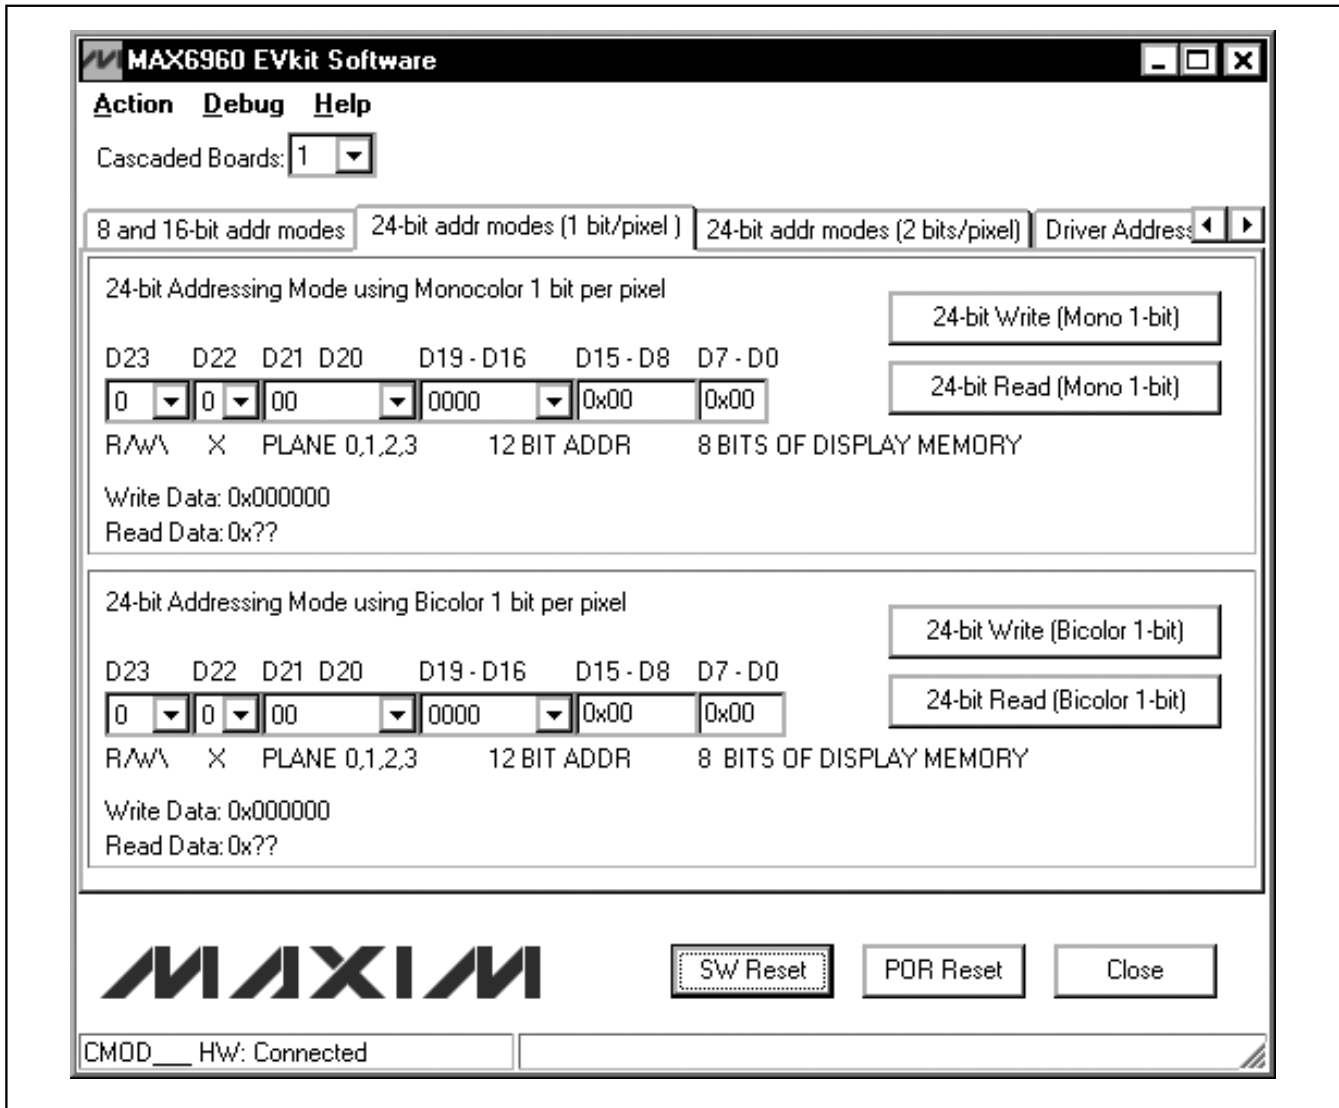 MAX6960 EVkit Software
Action Debug Help
Cascaded Boards: 1
8 and 16-bit addr modes 24-bit addr modes (1 bit/pixel ) 24-bit addr modes (2 bits/pixel) Driver Address
24-bit Addressing Mode using Monocolor 1 bit per pixel
24-bit Write (Mono 1-bit)
D23 D22 D21 D20 D19 - D16 D15 - D8 D7 - D0
24-bit Read (Mono 1-bit)
0 0 00 0000 0x00 0x00
R/W\ X PLANE 0,1,2,3 12 BIT ADDR 8 BITS OF DISPLAY MEMORY
Write Data: 0x000000
Read Data: 0x??
24-bit Addressing Mode using Bicolor 1 bit per pixel
24-bit Write (Bicolor 1-bit)
D23 D22 D21 D20 D19 - D16 D15 - D8 D7 - D0
24-bit Read (Bicolor 1-bit)
0 0 00 0000 0x00 0x00
R/W\ X PLANE 0,1,2,3 12 BIT ADDR 8 BITS OF DISPLAY MEMORY
Write Data: 0x000000
Read Data: 0x??
MAXIM SW Reset POR Reset Close
CMOD___ HW: Connected